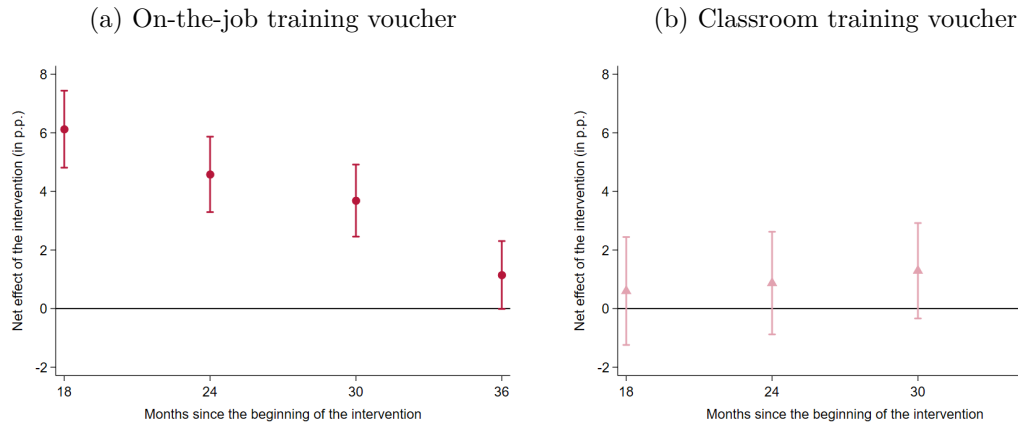 (a) On-the-job training voucher
8
6
4
2
0
-2
Net effect of the intervention (in p.p.)
18 24 30 36
Months since the beginning of the intervention
(b) Classroom training voucher
8
6
4
2
0
-2
Net effect of the intervention (in p.p.)
18 24 30
Months since the beginning of the intervention